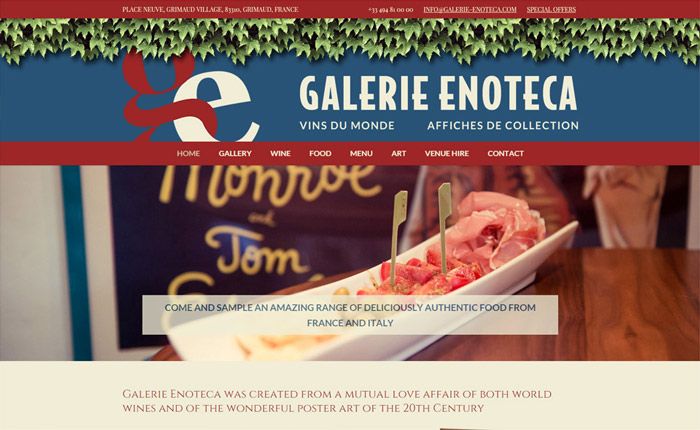 PLACE NEUVE, GRIMAUD VILLAGE, 83310, GRIMAUD, FRANCE
+33 494 81 00 00 INFO@GALERIE-ENOTECA.COM SPECIAL OFFERS
ge
GALERIE ENOTECA
VINS DU MONDE AFFICHES DE COLLECTION
HOME GALLERY WINE FOOD MENU ART VENUE HIRE CONTACT
Monroe
and
Tom
COME AND SAMPLE AN AMAZING RANGE OF DELICIOUSLY AUTHENTIC FOOD FROM
FRANCE AND ITALY
GALERIE ENOTECA WAS CREATED FROM A MUTUAL LOVE AFFAIR OF BOTH WORLD
WINES AND OF THE WONDERFUL POSTER ART OF THE 20TH CENTURY